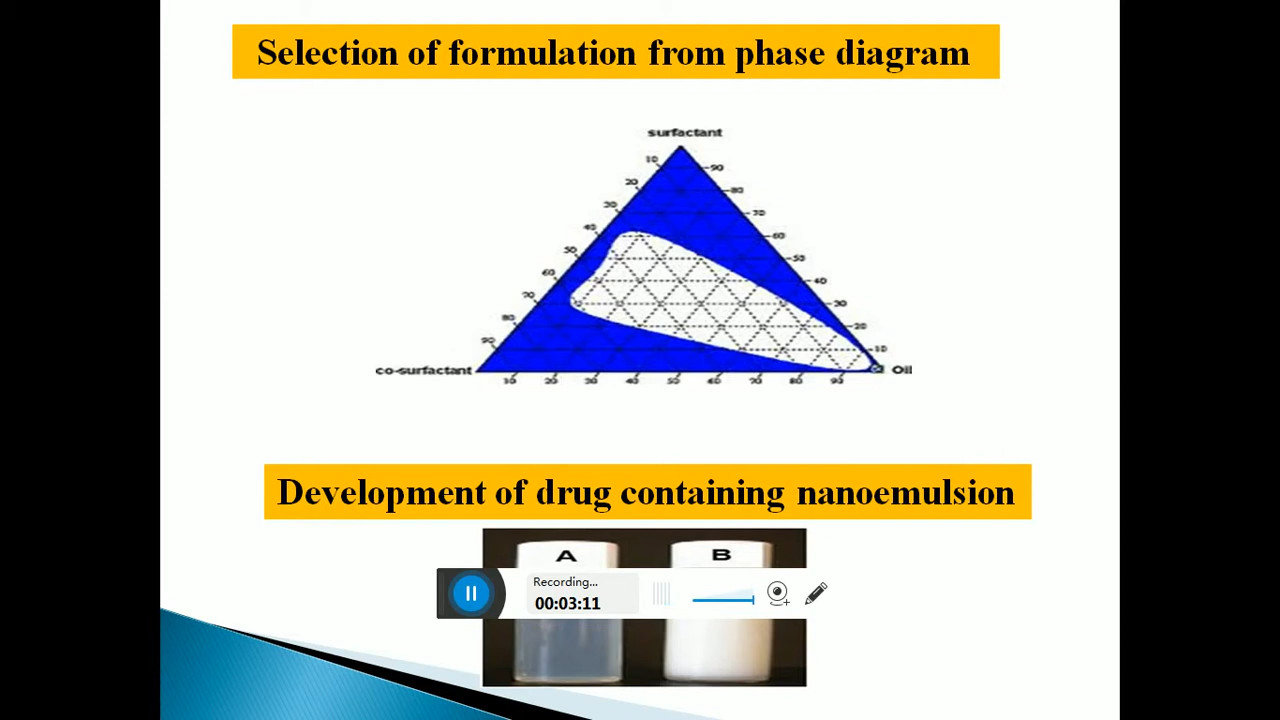 Selection of formulation from phase diagram
surfactant
10
90
20
80
30
70
40
60
50
50
60
40
70
30
80
20
90
10
co-surfactant
Oil
10 20 30 40 50 60 70 80 90
Development of drug containing nanoemulsion
A B
Recording...
00:03:11